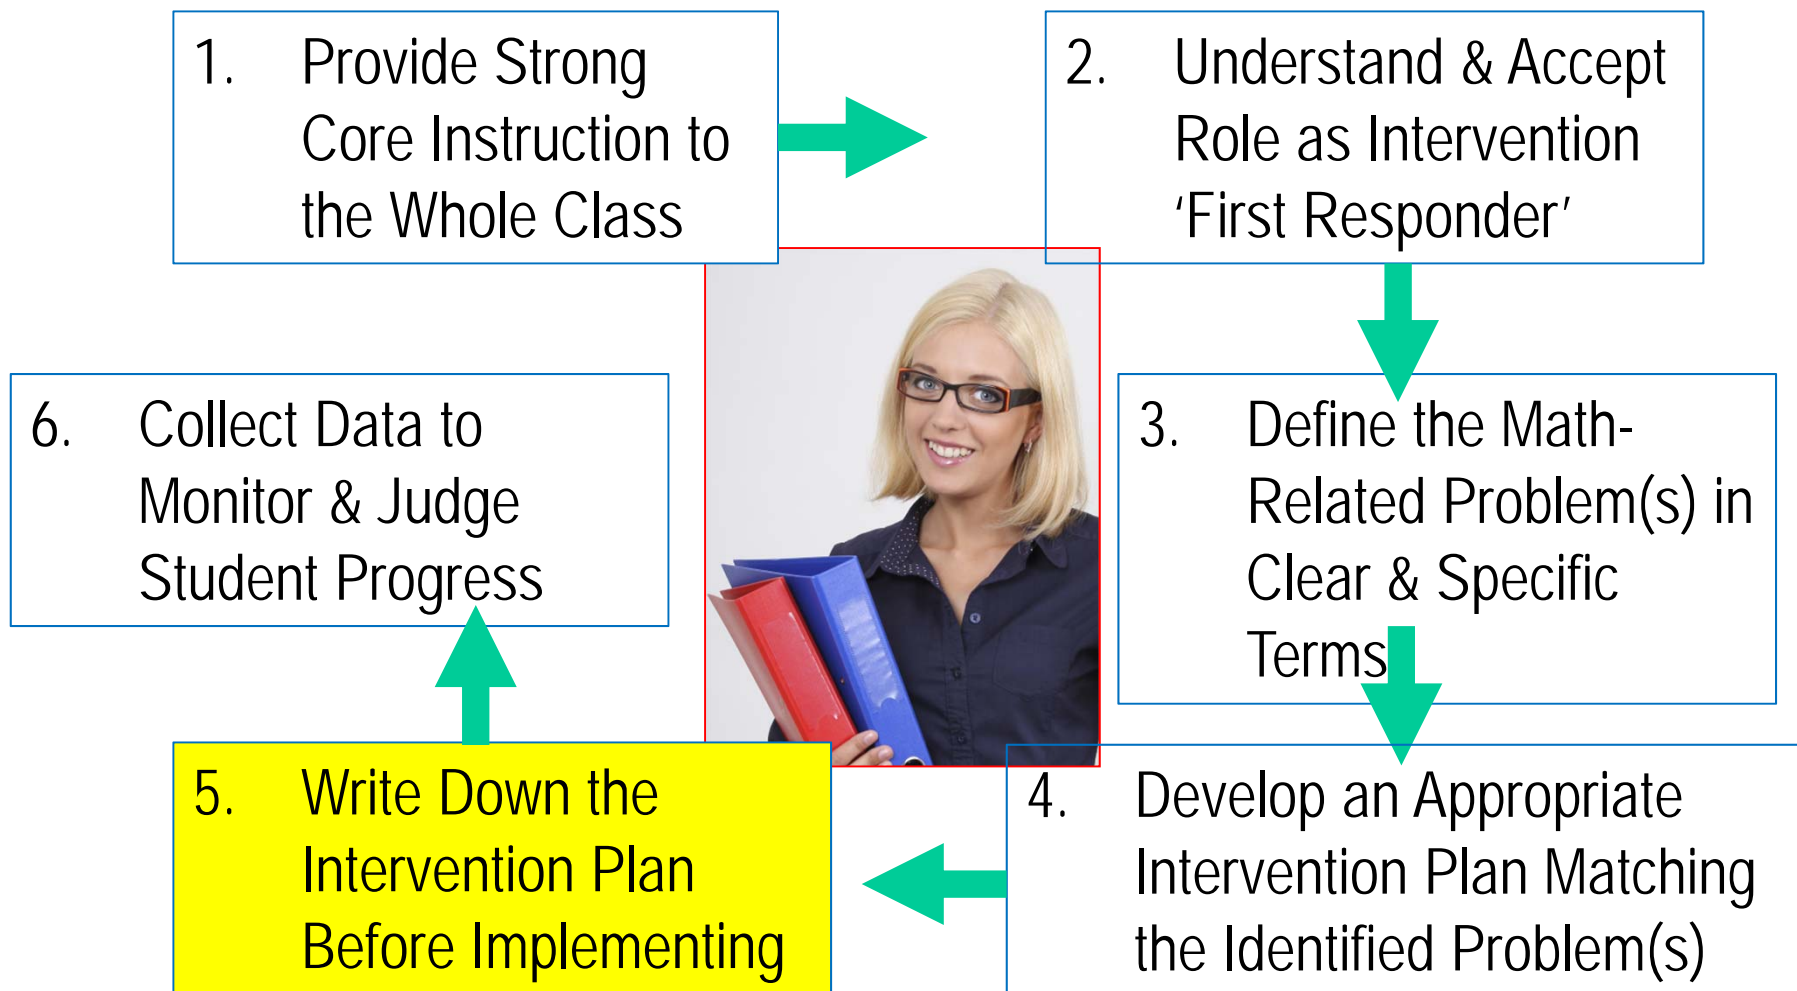 1. Provide Strong
Core Instruction to
the Whole Class
2. Understand & Accept
Role as Intervention
‘First Responder’
3. Define the Math-
Related Problem(s) in
Clear & Specific
Terms
4. Develop an Appropriate
Intervention Plan Matching
the Identified Problem(s)
5. Write Down the
Intervention Plan
Before Implementing
6. Collect Data to
Monitor & Judge
Student Progress